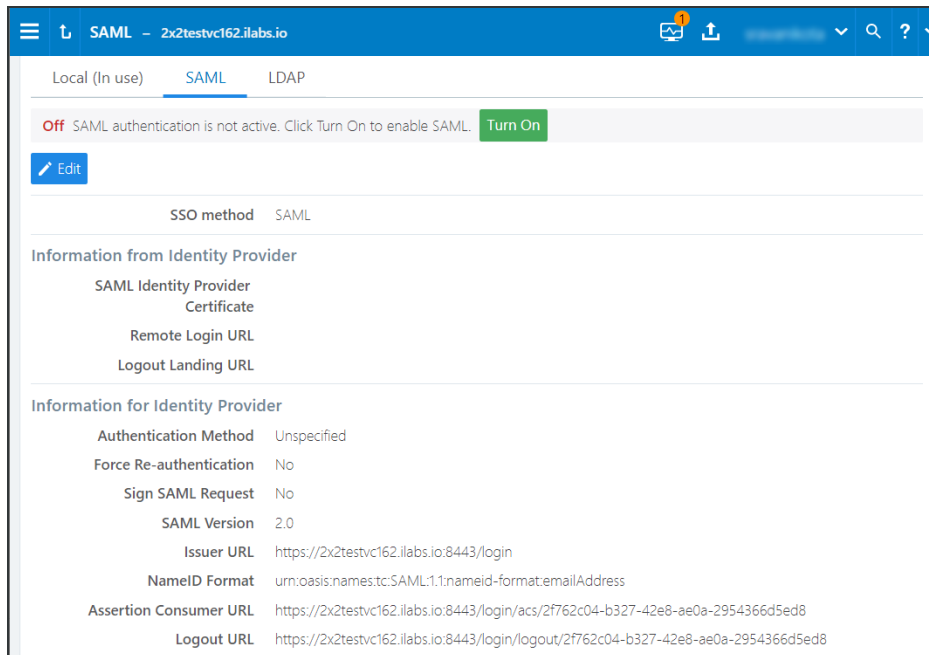 SAML – 2x2testvc162.ilabs.io
1
?
Local (In use) SAML LDAP
Off SAML authentication is not active. Click Turn On to enable SAML. Turn On
Edit
SSO method SAML
Information from Identity Provider
SAML Identity Provider
Certificate
Remote Login URL
Logout Landing URL
Information for Identity Provider
Authentication Method Unspecified
Force Re-authentication No
Sign SAML Request No
SAML Version 2.0
Issuer URL https://2x2testvc162.ilabs.io:8443/login
NameID Format urn:oasis:names:tc:SAML:1.1:nameid-format:emailAddress
Assertion Consumer URL https://2x2testvc162.ilabs.io:8443/login/acs/2f762c04-b327-42e8-ae0a-2954366d5ed8
Logout URL https://2x2testvc162.ilabs.io:8443/login/logout/2f762c04-b327-42e8-ae0a-2954366d5ed8